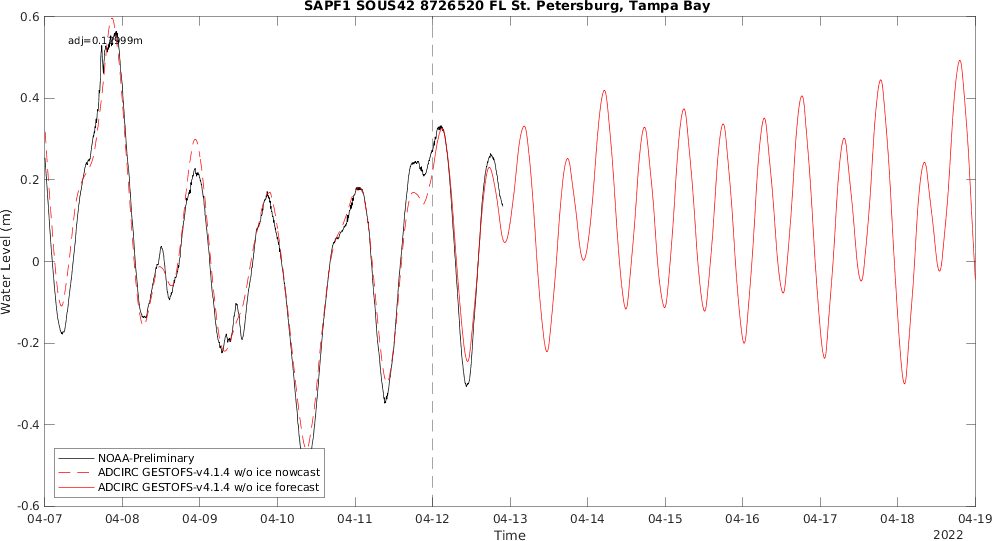 SAPF1 SOUS42 8726520 FL St. Petersburg, Tampa Bay
0.6
0.4
0.2
0
-0.2
-0.4
-0.6
Water Level (m)
adj=0.11999m
NOAA-Preliminary
ADCIRC GESTOFS-v4.1.4 w/o ice nowcast
ADCIRC GESTOFS-v4.1.4 w/o ice forecast
04-07 04-08 04-09 04-10 04-11 04-12 04-13 04-14 04-15 04-16 04-17 04-18 04-19
Time
2022